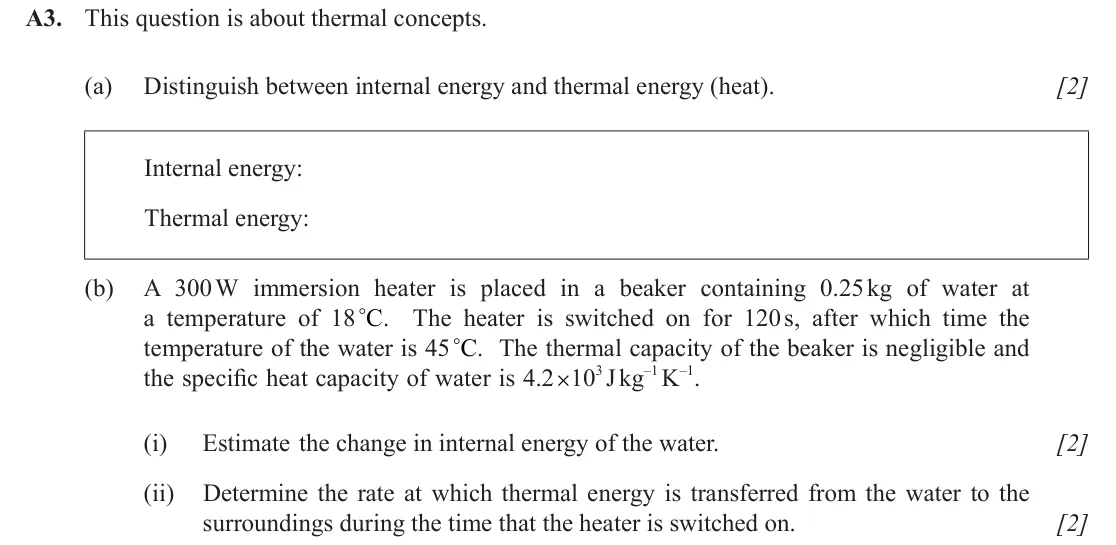 A3. This question is about thermal concepts.
(a) Distinguish between internal energy and thermal energy (heat). [2]
Internal energy:
Thermal energy:
(b) A 300 W immersion heater is placed in a beaker containing 0.25 kg of water at
a temperature of 18 °C. The heater is switched on for 120 s, after which time the
temperature of the water is 45 °C. The thermal capacity of the beaker is negligible and
the specific heat capacity of water is 4.2×10³ J kg⁻¹ K⁻¹.
(i) Estimate the change in internal energy of the water. [2]
(ii) Determine the rate at which thermal energy is transferred from the water to the
surroundings during the time that the heater is switched on. [2]